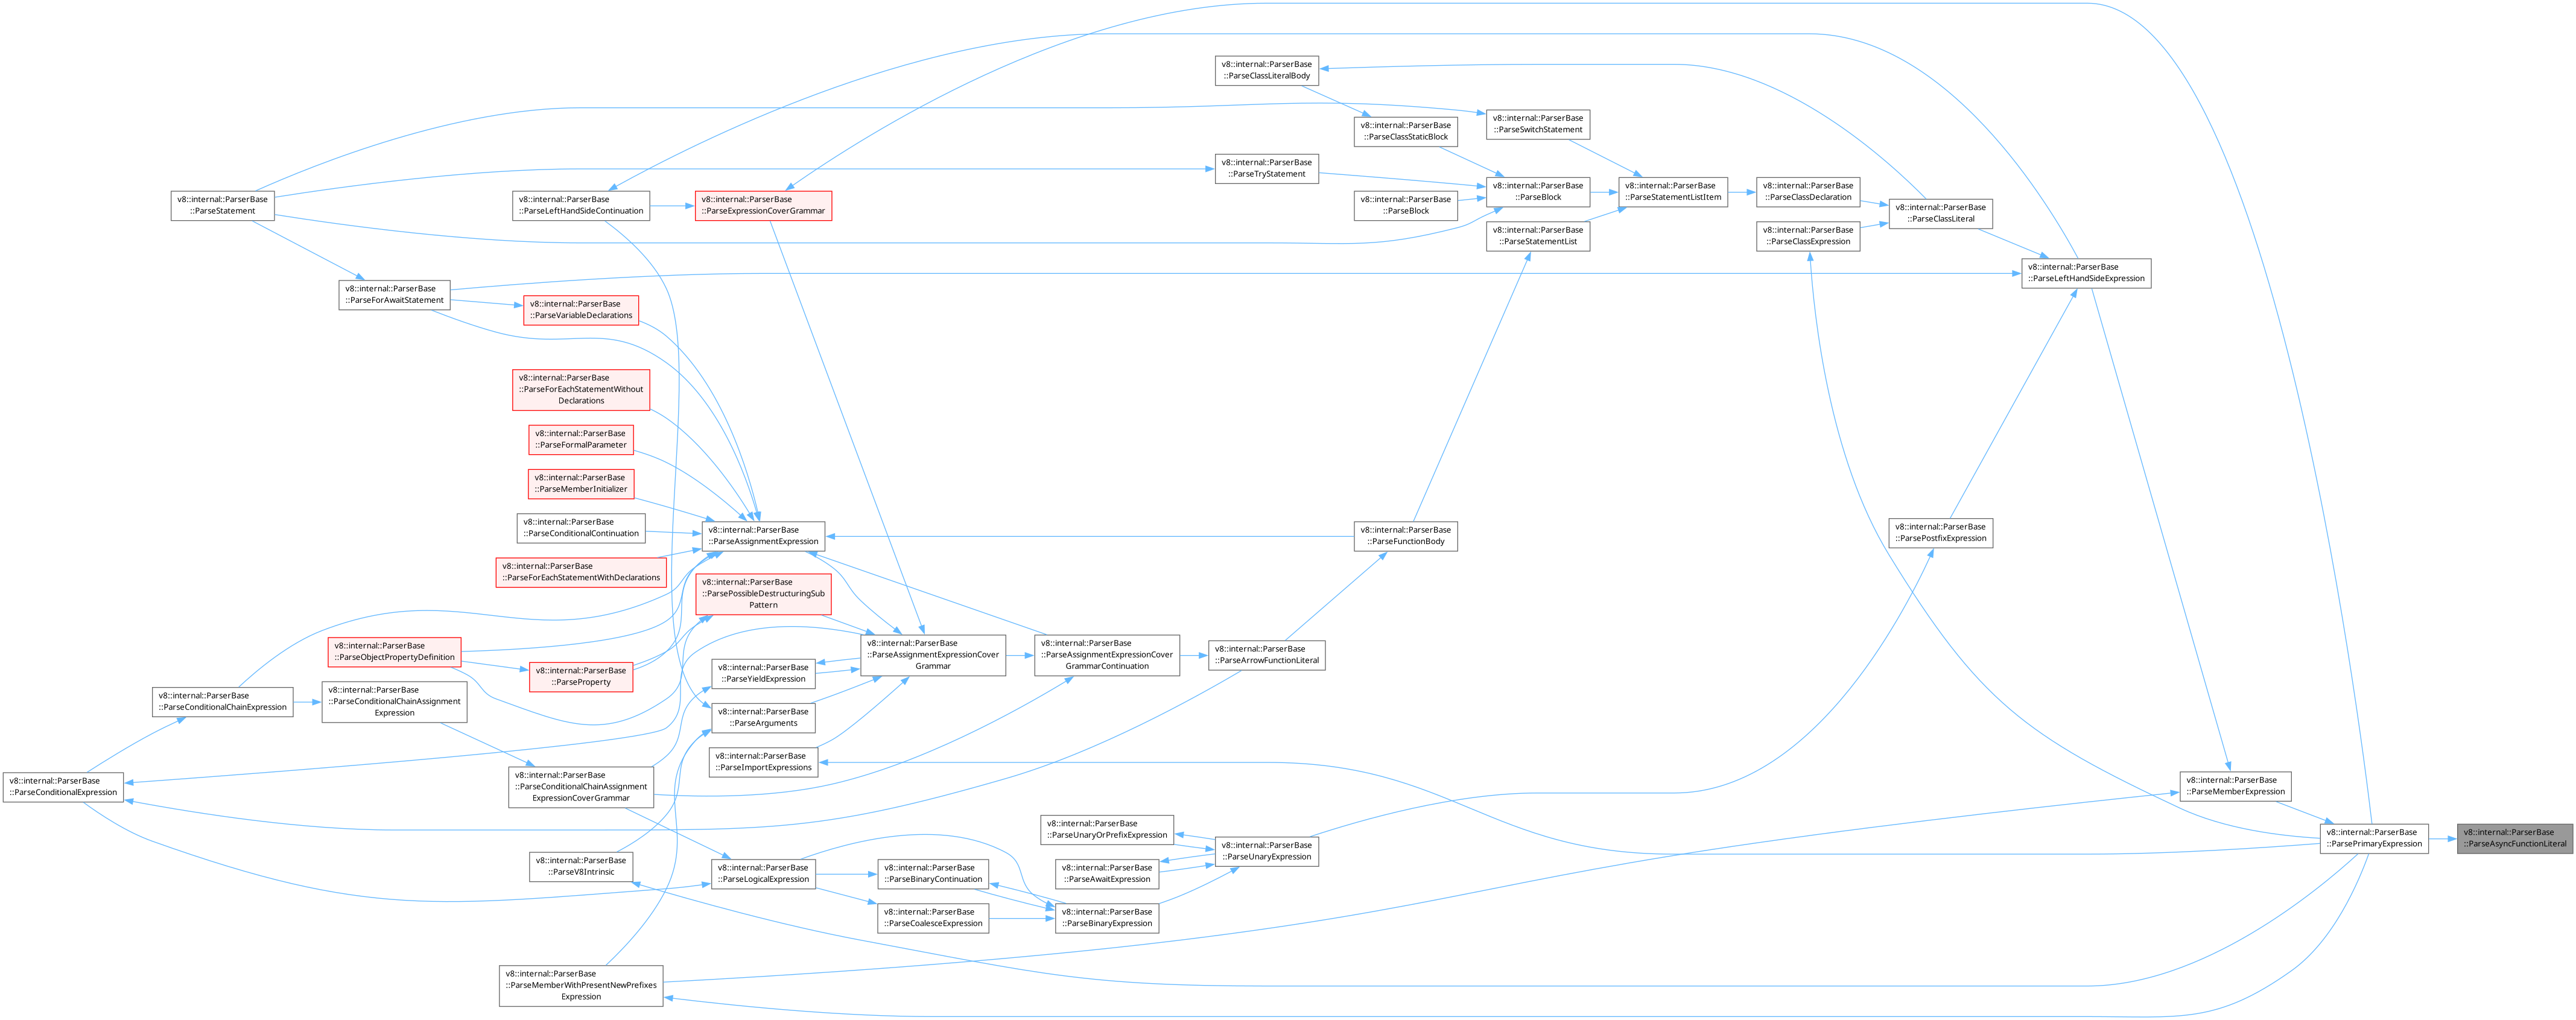 v8::internal::ParserBase
::ParseClassLiteralBody
v8::internal::ParserBase
::ParseSwitchStatement
v8::internal::ParserBase
::ParseClassStaticBlock
v8::internal::ParserBase
::ParseTryStatement
v8::internal::ParserBase
::ParseStatement
v8::internal::ParserBase
::ParseLeftHandSideContinuation
v8::internal::ParserBase
::ParseExpressionCoverGrammar
v8::internal::ParserBase
::ParseBlock
v8::internal::ParserBase
::ParseBlock
v8::internal::ParserBase
::ParseStatementListItem
v8::internal::ParserBase
::ParseClassDeclaration
v8::internal::ParserBase
::ParseClassLiteral
v8::internal::ParserBase
::ParseStatementList
v8::internal::ParserBase
::ParseClassExpression
v8::internal::ParserBase
::ParseLeftHandSideExpression
v8::internal::ParserBase
::ParseForAwaitStatement
v8::internal::ParserBase
::ParseVariableDeclarations
v8::internal::ParserBase
::ParseForEachStatementWithout
Declarations
v8::internal::ParserBase
::ParseFormalParameter
v8::internal::ParserBase
::ParseMemberInitializer
v8::internal::ParserBase
::ParseConditionalContinuation
v8::internal::ParserBase
::ParseAssignmentExpression
v8::internal::ParserBase
::ParseFunctionBody
v8::internal::ParserBase
::ParsePostfixExpression
v8::internal::ParserBase
::ParseForEachStatementWithDeclarations
v8::internal::ParserBase
::ParsePossibleDestructuringSub
Pattern
v8::internal::ParserBase
::ParseObjectPropertyDefinition
v8::internal::ParserBase
::ParseProperty
v8::internal::ParserBase
::ParseYieldExpression
v8::internal::ParserBase
::ParseAssignmentExpressionCover
Grammar
v8::internal::ParserBase
::ParseAssignmentExpressionCover
GrammarContinuation
v8::internal::ParserBase
::ParseArrowFunctionLiteral
v8::internal::ParserBase
::ParseConditionalChainExpression
v8::internal::ParserBase
::ParseConditionalChainAssignment
Expression
v8::internal::ParserBase
::ParseArguments
v8::internal::ParserBase
::ParseImportExpressions
v8::internal::ParserBase
::ParseConditionalExpression
v8::internal::ParserBase
::ParseConditionalChainAssignment
ExpressionCoverGrammar
v8::internal::ParserBase
::ParseMemberExpression
v8::internal::ParserBase
::ParseUnaryOrPrefixExpression
v8::internal::ParserBase
::ParseUnaryExpression
v8::internal::ParserBase
::ParsePrimaryExpression
v8::internal::ParserBase
::ParseAsyncFunctionLiteral
v8::internal::ParserBase
::ParseV8Intrinsic
v8::internal::ParserBase
::ParseLogicalExpression
v8::internal::ParserBase
::ParseBinaryContinuation
v8::internal::ParserBase
::ParseAwaitExpression
v8::internal::ParserBase
::ParseCoalesceExpression
v8::internal::ParserBase
::ParseBinaryExpression
v8::internal::ParserBase
::ParseMemberWithPresentNewPrefixes
Expression